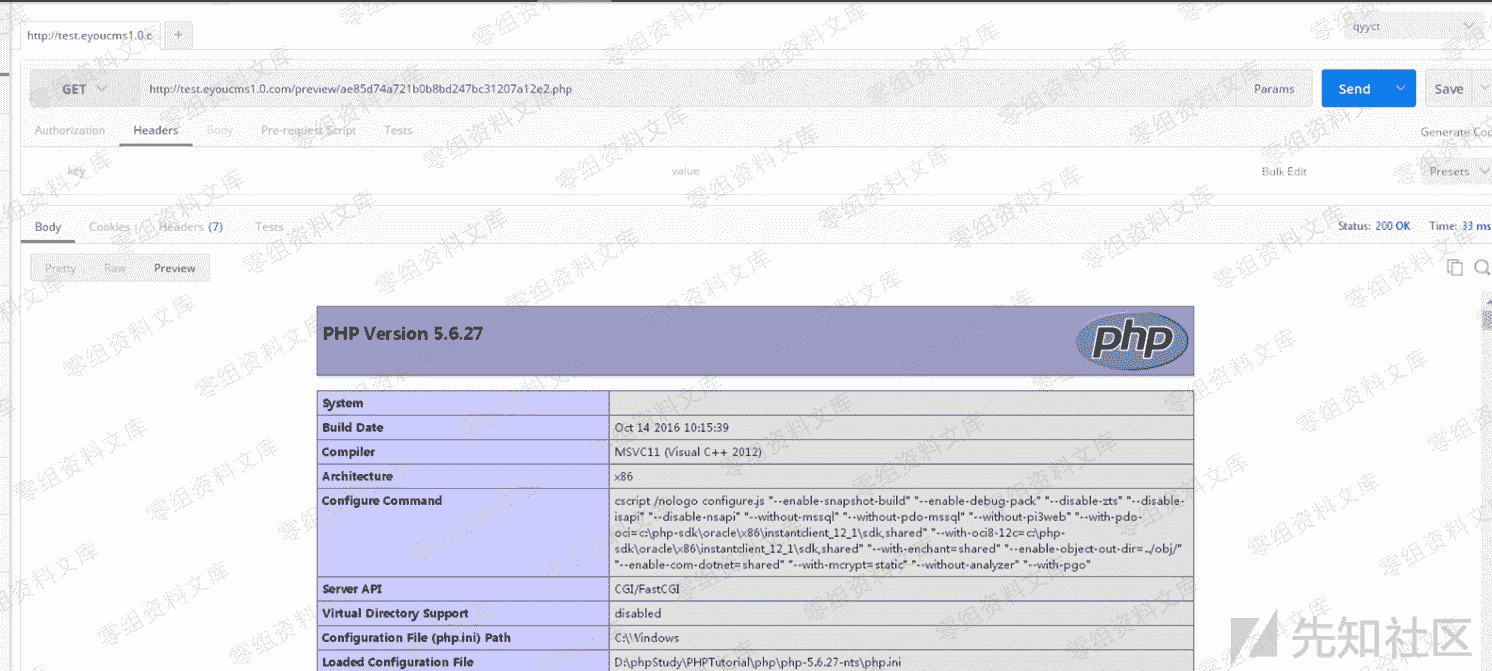 http://test.eyoucms1.0.c
+
qyyct
GET
http://test.eyoucms1.0.com/preview/ae85d74a721b0b8bd247bc31207a12e2.php
Params
Send
Save
Authorization
Headers
Body
Pre-request Script
Tests
Generate Cod
key
value
Bulk Edit
Presets
Body
Cookies
Headers (7)
Tests
Status: 200 OK
Time: 33 ms
Pretty
Raw
Preview
PHP Version 5.6.27
php
System
Build Date
Oct 14 2016 10:15:39
Compiler
MSVC11 (Visual C++ 2012)
Architecture
x86
Configure Command
cscript /nologo configure.js "--enable-snapshot-build" "--enable-debug-pack" "--disable-zts" "--disable-
isapi" "--disable-nsapi" "--without-mssql" "--without-pdo-mssql" "--without-pi3web" "--with-pdo-
oci=c:\php-sdk\oracle\x86\instantclient_12_1\sdk,shared" "--with-oci8-12c=c:\php-
sdk\oracle\x86\instantclient_12_1\sdk,shared" "--with-enchant=shared" "--enable-object-out-dir=../obj/"
"--enable-com-dotnet=shared" "--with-mcrypt=static" "--without-analyzer" "--with-pgo"
Server API
CGI/FastCGI
Virtual Directory Support
disabled
Configuration File (php.ini) Path
C:\Windows
Loaded Configuration File
D:\phpStudy\PHPTutorial\php\php-5.6.27-nts\php.ini
零组资料文库
先知社区